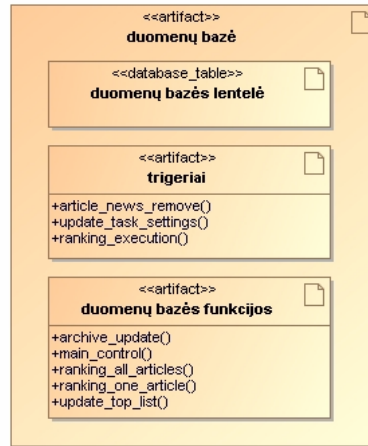 <<artifact>>
duomenų bazė
<<database_table>>
duomenų bazės lentelė
<<artifact>>
trigeriai
+article_news_remove()
+update_task_settings()
+ranking_execution()
<<artifact>>
duomenų bazės funkcijos
+archive_update()
+main_control()
+ranking_all_articles()
+ranking_one_article()
+update_top_list()